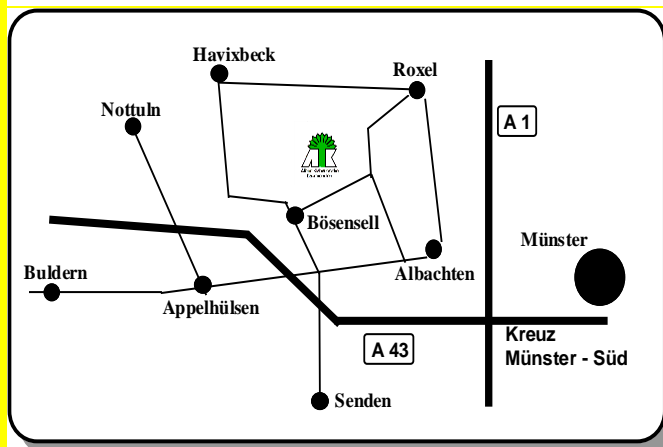 Havixbeck
Roxel
Nottuln
A 1
Bösensell
Münster
Buldern
Albachten
Appelhülsen
Kreuz
Münster - Süd
A 43
Senden